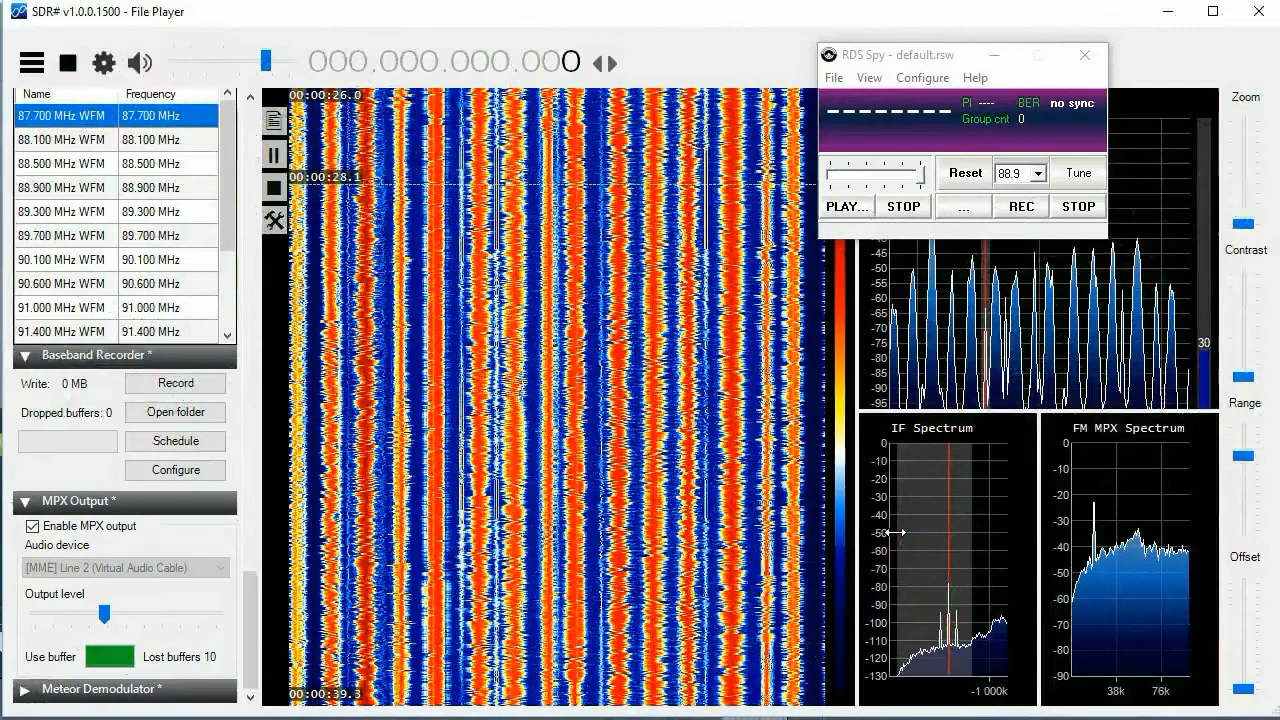 SDR# v1.0.0.1500 - File Player
000.000.000.000
RDS Spy - default.rsw
File View Configure Help
PI ---- BER no sync
Group cnt 0
Reset 88.9 Tune
PLAY... STOP ... REC STOP
Name Frequency
87.700 MHz WFM 87.700 MHz
88.100 MHz WFM 88.100 MHz
88.500 MHz WFM 88.500 MHz
88.900 MHz WFM 88.900 MHz
89.300 MHz WFM 89.300 MHz
89.700 MHz WFM 89.700 MHz
90.100 MHz WFM 90.100 MHz
90.600 MHz WFM 90.600 MHz
91.000 MHz WFM 91.000 MHz
91.400 MHz WFM 91.400 MHz
Baseband Recorder *
Write: 0 MB Record
Dropped buffers: 0 Open folder
Schedule
Configure
MPX Output *
Enable MPX output
Audio device
[MME] Line 2 (Virtual Audio Cable)
Output level
Use buffer Lost buffers 10
Meteor Demodulator *
00:00:26.0
00:00:28.1
00:00:39.3
-45
-50
-55
-60
-65
-70
-75
-80
-85
-90
-95
30
IF Spectrum
0
-10
-20
-30
-40
-50
-60
-70
-80
-90
-100
-110
-120
-130
-1 000k
FM MPX Spectrum
0
-10
-20
-30
-40
-50
-60
-70
-80
-90
38k 76k
Zoom
Contrast
Range
Offset